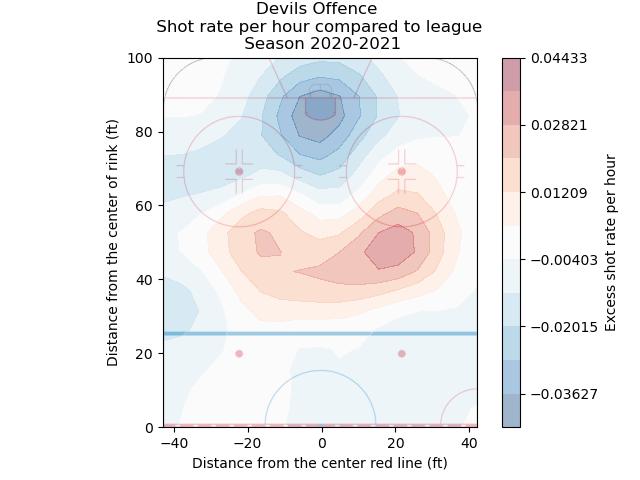 Devils Offence
Shot rate per hour compared to league
Season 2020-2021
100
80
60
40
20
0
Distance from the center of rink (ft)
−40
−20
0
20
40
Distance from the center red line (ft)
0.04433
0.02821
0.01209
−0.00403
−0.02015
−0.03627
Excess shot rate per hour